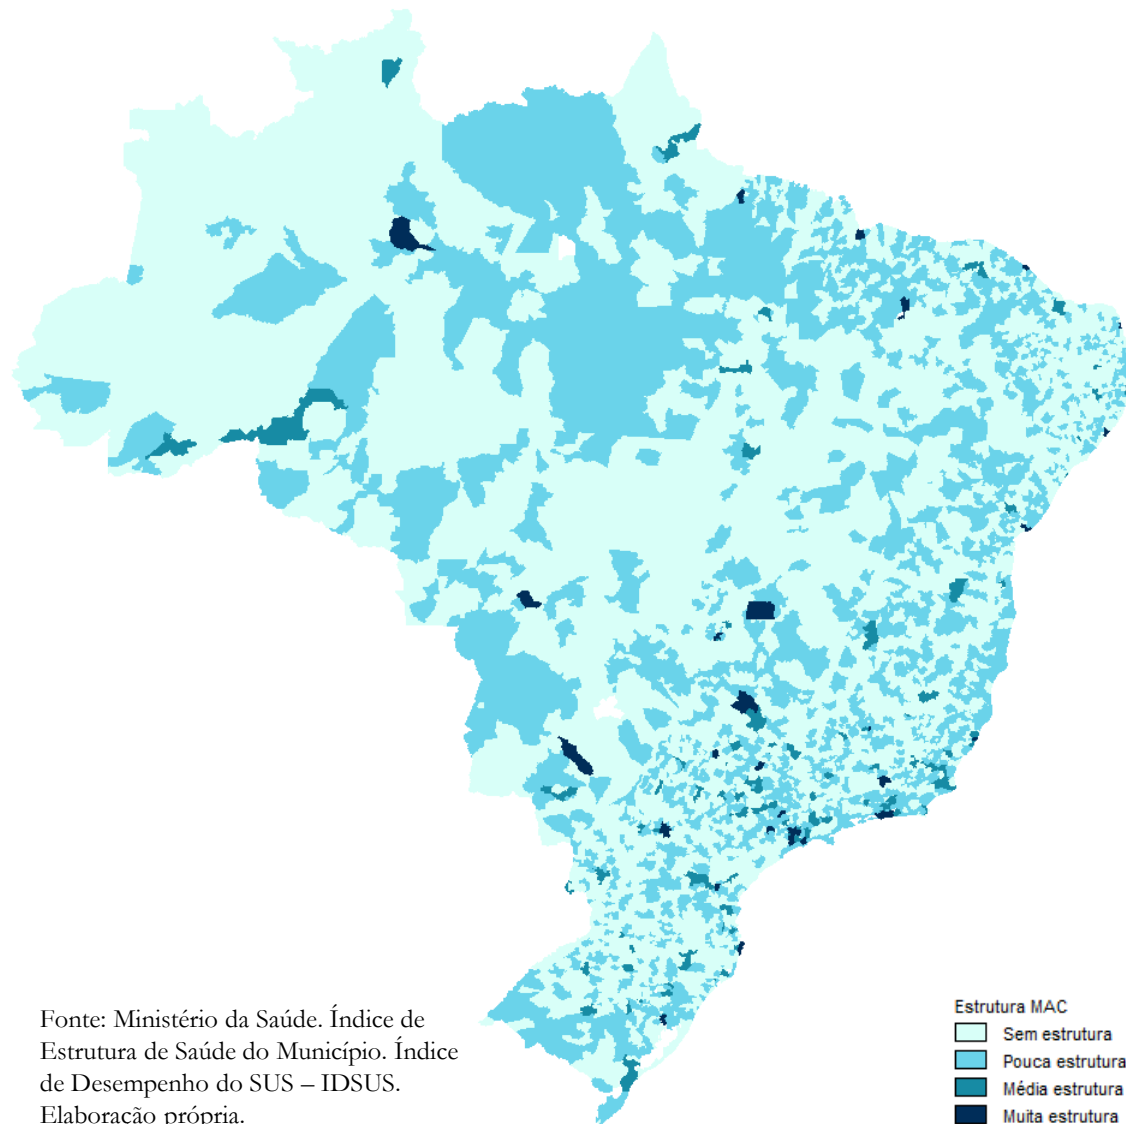 Fonte: Ministério da Saúde. Índice de
Estrutura de Saúde do Município. Índice
de Desempenho do SUS – IDSUS.
Elaboração própria.
Estrutura MAC
Sem estrutura
Pouca estrutura
Média estrutura
Muita estrutura